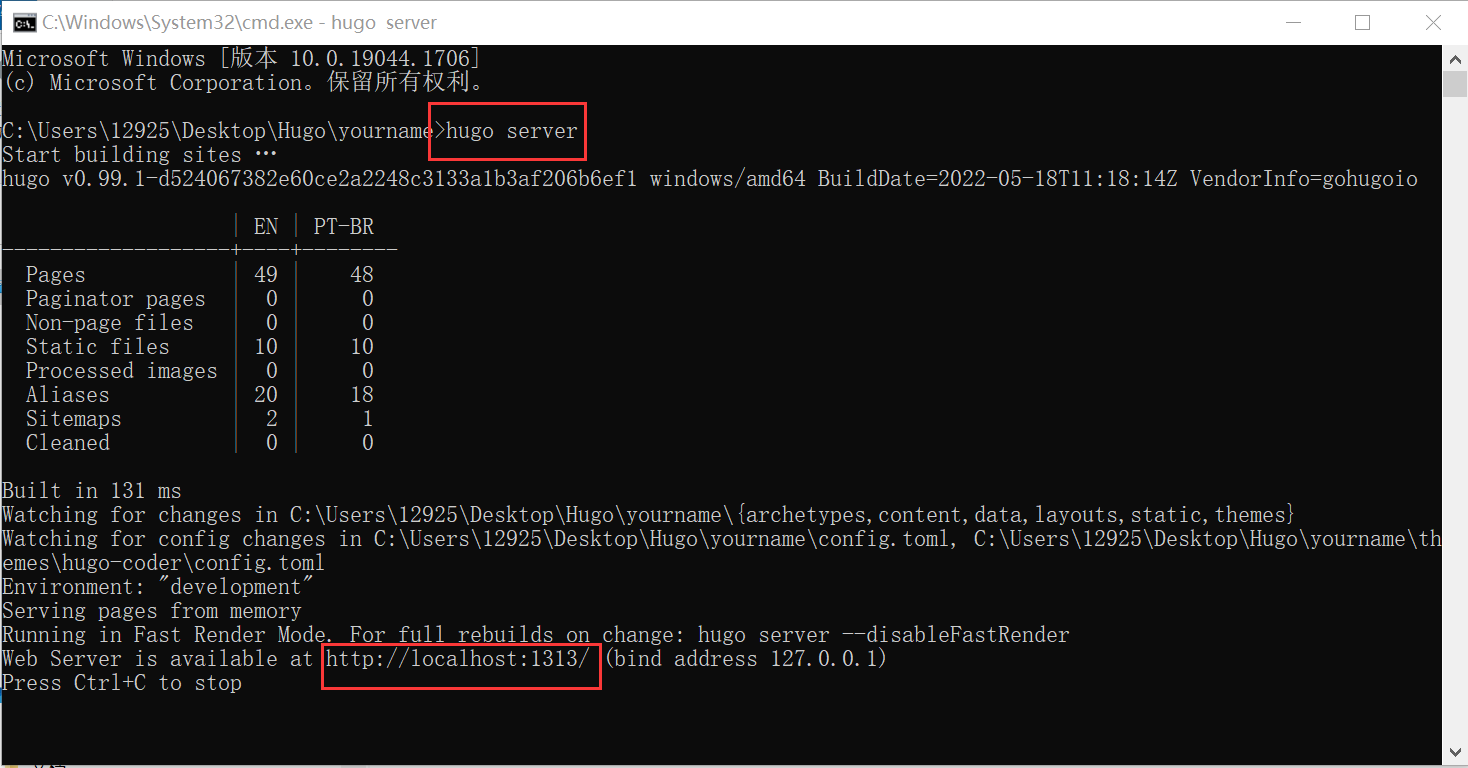 C:\Windows\System32\cmd.exe - hugo  server
Microsoft Windows [版本 10.0.19044.1706]
(c) Microsoft Corporation。保留所有权利。
C:\Users\12925\Desktop\Hugo\yourname>hugo server
Start building sites …
hugo v0.99.1-d524067382e60ce2a2248c3133a1b3af206b6ef1 windows/amd64 BuildDate=2022-05-18T11:18:14Z VendorInfo=gohugoio
                   | EN | PT-BR
-------------------+----+--------
  Pages            | 49 |    48
  Paginator pages  |  0 |     0
  Non-page files   |  0 |     0
  Static files     | 10 |    10
  Processed images |  0 |     0
  Aliases          | 20 |    18
  Sitemaps         |  2 |     1
  Cleaned          |  0 |     0
Built in 131 ms
Watching for changes in C:\Users\12925\Desktop\Hugo\yourname\{archetypes,content,data,layouts,static,themes}
Watching for config changes in C:\Users\12925\Desktop\Hugo\yourname\config.toml, C:\Users\12925\Desktop\Hugo\yourname\th
emes\hugo-coder\config.toml
Environment: "development"
Serving pages from memory
Running in Fast Render Mode. For full rebuilds on change: hugo server --disableFastRender
Web Server is available at http://localhost:1313/ (bind address 127.0.0.1)
Press Ctrl+C to stop